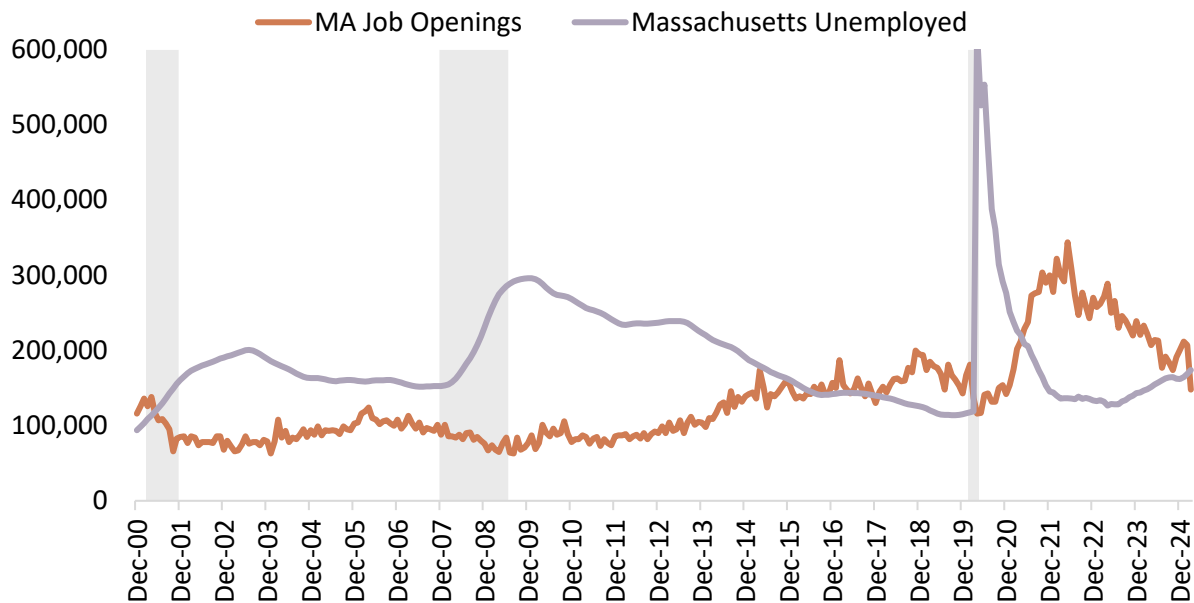 MA Job Openings Massachusetts Unemployed
600,000
500,000
400,000
300,000
200,000
100,000
0
Dec-00
Dec-01
Dec-02
Dec-03
Dec-04
Dec-05
Dec-06
Dec-07
Dec-08
Dec-09
Dec-10
Dec-11
Dec-12
Dec-13
Dec-14
Dec-15
Dec-16
Dec-17
Dec-18
Dec-19
Dec-20
Dec-21
Dec-22
Dec-23
Dec-24